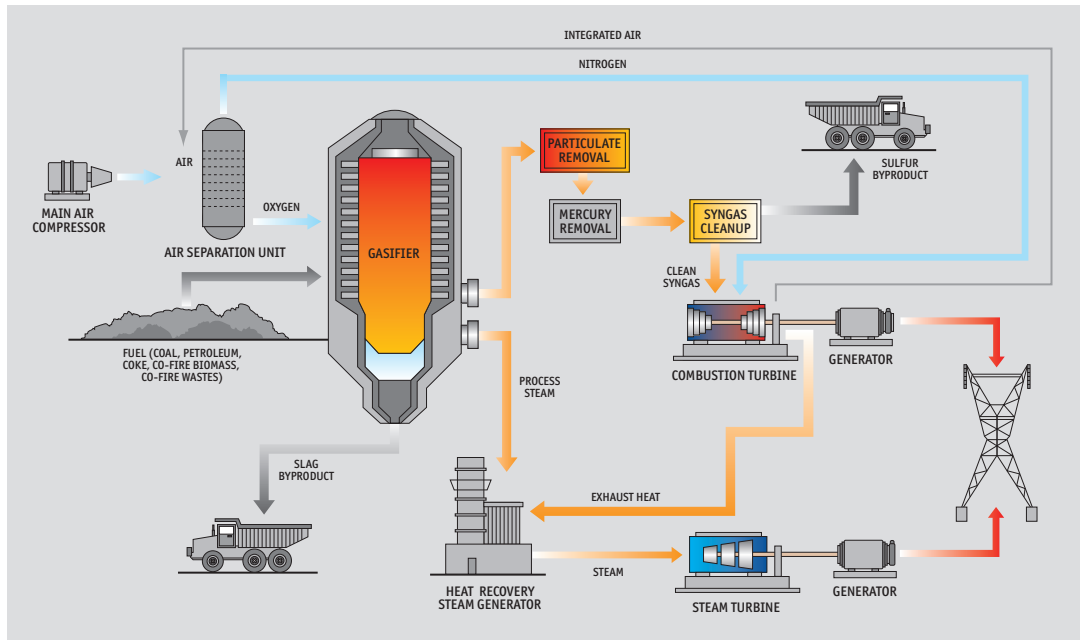 INTEGRATED AIR
NITROGEN
AIR
MAIN AIR
COMPRESSOR
OXYGEN
AIR SEPARATION UNIT
GASIFIER
PARTICULATE
REMOVAL
MERCURY
REMOVAL
SYNGAS
CLEANUP
SULFUR
BYPRODUCT
CLEAN
SYNGAS
FUEL (COAL, PETROLEUM,
COKE, CO-FIRE BIOMASS,
CO-FIRE WASTES)
COMBUSTION TURBINE
GENERATOR
PROCESS
STEAM
SLAG
BYPRODUCT
EXHAUST HEAT
STEAM
HEAT RECOVERY
STEAM GENERATOR
STEAM TURBINE
GENERATOR